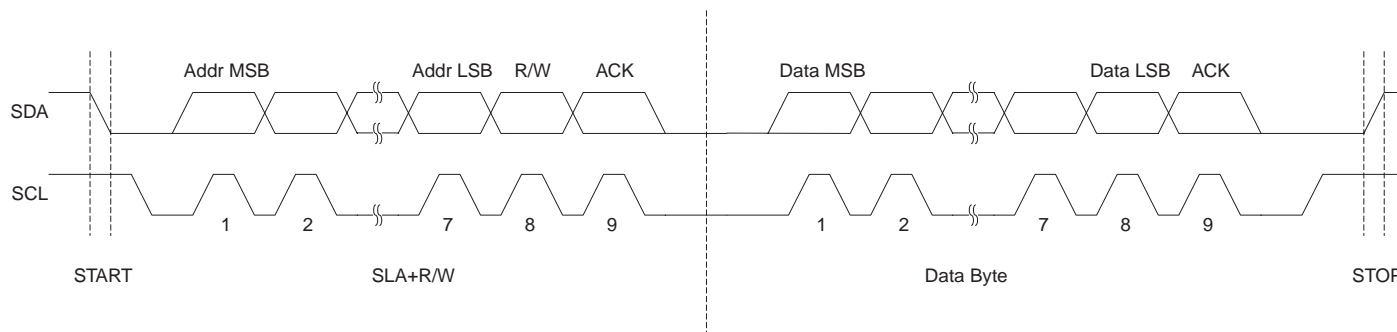 Addr MSB Addr LSB R/W ACK Data MSB Data LSB ACK
SDA
SCL
1 2 7 8 9 1 2 7 8 9
START SLA+R/W Data Byte STOP